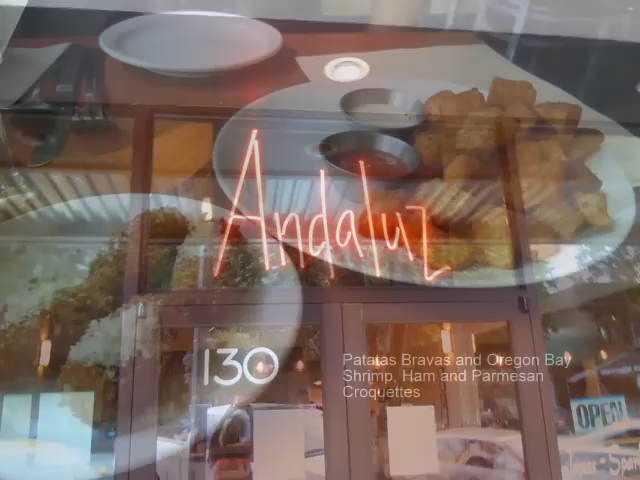 Andaluz
130
Patatas Bravas and Oregon Bay
Shrimp, Ham and Parmesan
Croquettes
OPEN